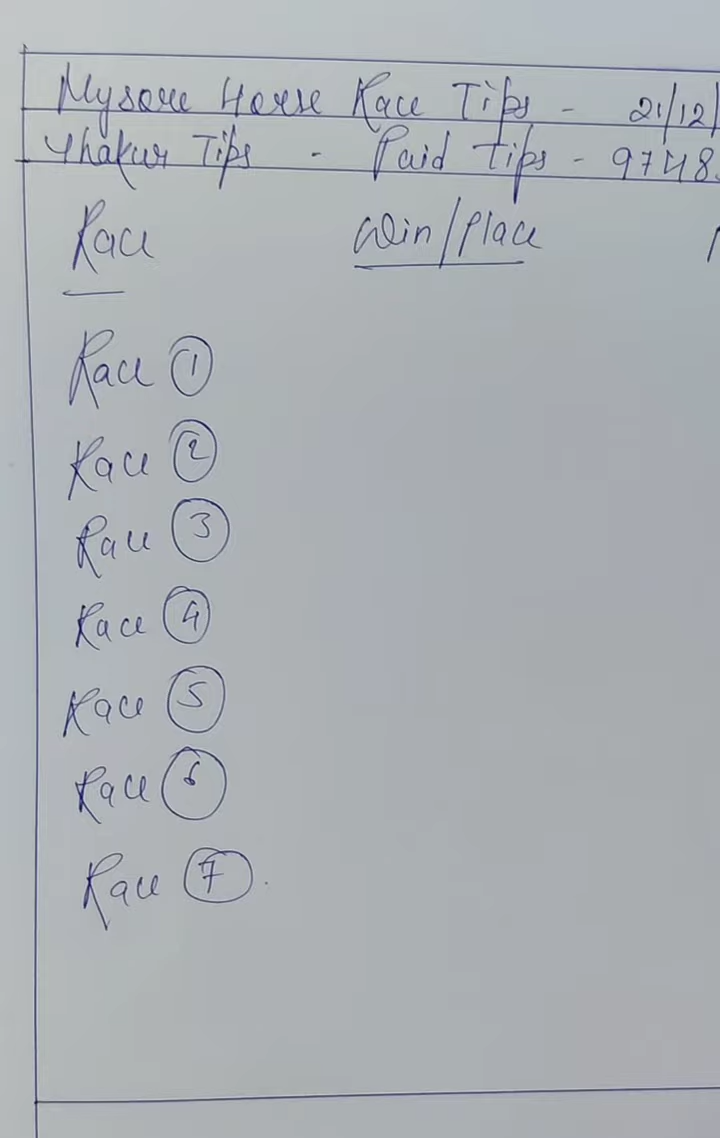 Mysore Horse Race Tips - 21/12/
Thakur Tips - Paid Tips - 9748
Race Win/Place
Race 1
Race 2
Race 3
Race 4
Race 5
Race 6
Race 7.